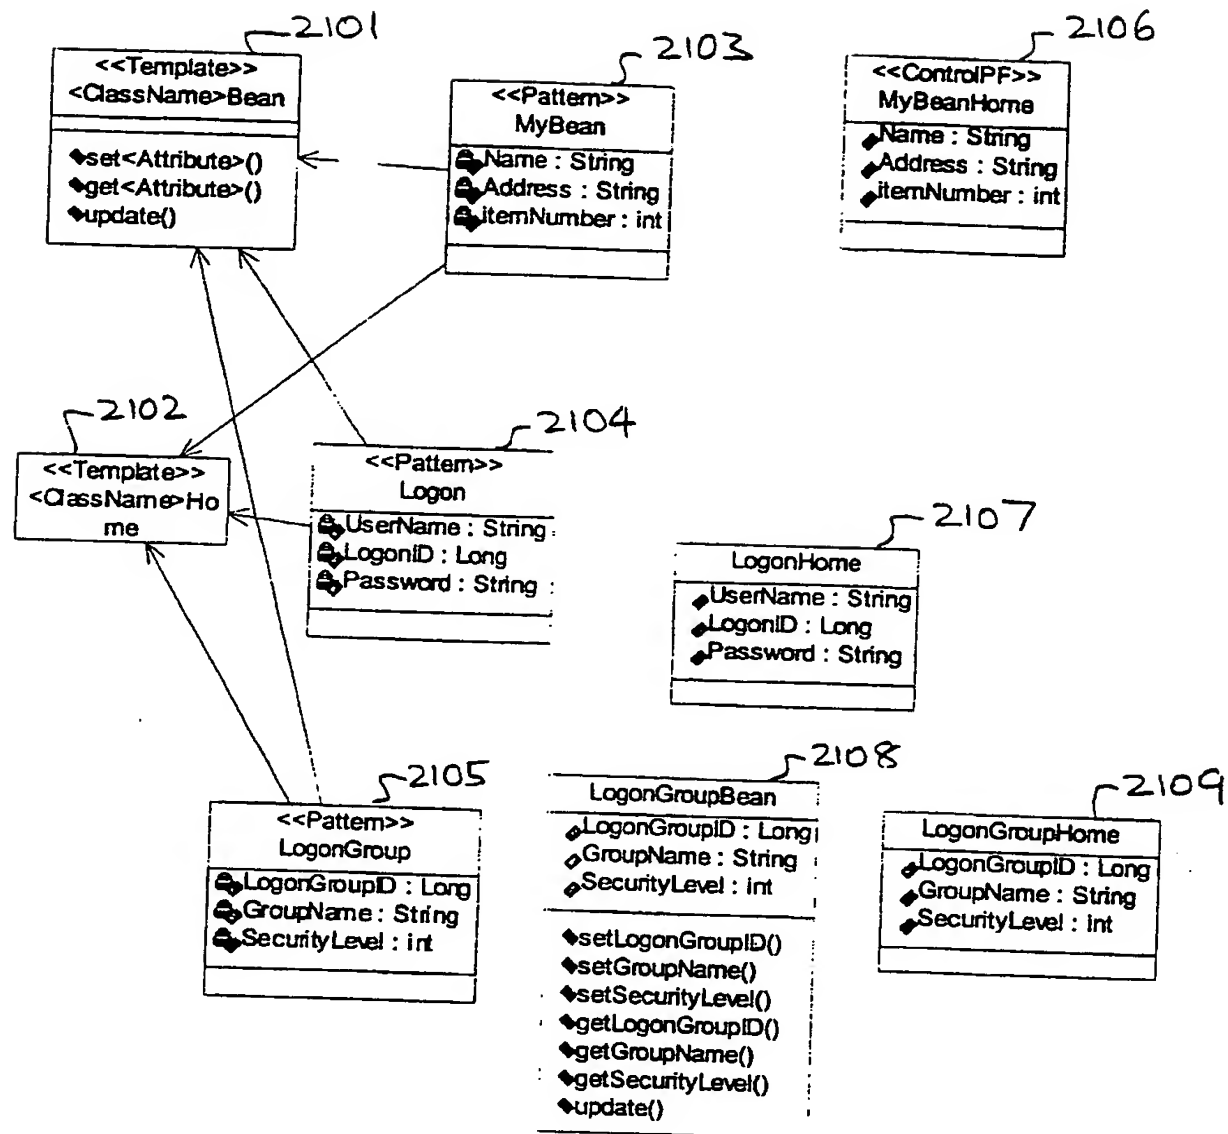 2101
<<Template>>
<ClassName>Bean
set<Attribute>()
get<Attribute>()
update()
2103
<<Pattern>>
MyBean
Name : String
Address : String
itemNumber : int
2106
<<ControlPF>>
MyBeanHome
Name : String
Address : String
itemNumber : int
2102
<<Template>>
<ClassName>Ho
me
2104
<<Pattern>>
Logon
UserName : String
LogonID : Long
Password : String
2107
LogonHome
UserName : String
LogonID : Long
Password : String
2105
<<Pattern>>
LogonGroup
LogonGroupID : Long
GroupName : String
SecurityLevel : int
2108
LogonGroupBean
LogonGroupID : Long
GroupName : String
SecurityLevel : int
setLogonGroupID()
setGroupName()
setSecurityLevel()
getLogonGroupID()
getGroupName()
getSecurityLevel()
update()
2109
LogonGroupHome
LogonGroupID : Long
GroupName : String
SecurityLevel : int